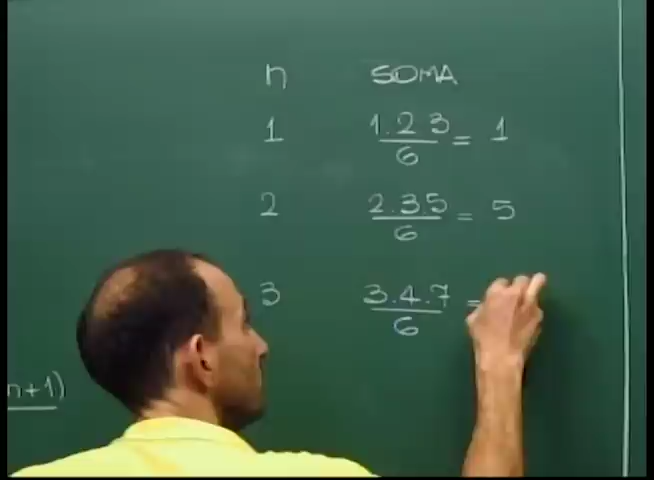 n SOMA
1 1.2 3 = 1
6
2 2.3.5 = 5
6
3 3.4.7 =
6
n+1)